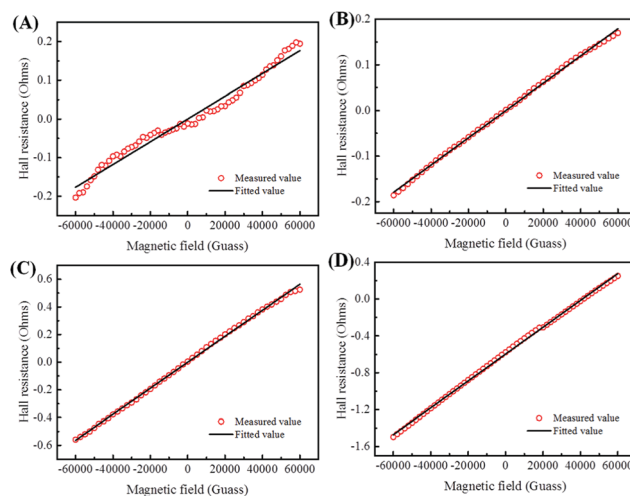 (A)
0.2
0.1
0.0
-0.1
-0.2
Hall resistance (Ohms)
Measured value
Fitted value
-60000 -40000 -20000 0 20000 40000 60000
Magnetic field (Guass)
(B)
0.2
0.1
0.0
-0.1
-0.2
Hall resistance (Ohms)
Measured value
Fitted value
-60000 -40000 -20000 0 20000 40000 60000
Magnetic field (Guass)
(C)
0.6
0.4
0.2
0.0
-0.2
-0.4
-0.6
Hall resistance (Ohms)
Measured value
Fitted value
-60000 -40000 -20000 0 20000 40000 60000
Magnetic field (Guass)
(D)
0.4
0.0
-0.4
-0.8
-1.2
-1.6
Hall resistance (Ohms)
Measured value
Fitted value
-60000 -40000 -20000 0 20000 40000 60000
Magnetic field (Guass)